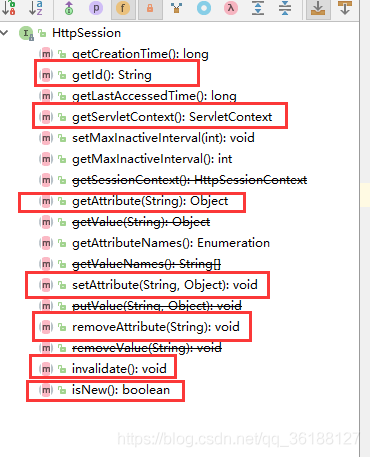 HttpSession
getCreationTime(): long
getId(): String
getLastAccessedTime(): long
getServletContext(): ServletContext
setMaxInactiveInterval(int): void
getMaxInactiveInterval(): int
getSessionContext(): HttpSessionContext
getAttribute(String): Object
getValue(String): Object
getAttributeNames(): Enumeration
getValueNames(): String[]
setAttribute(String, Object): void
putValue(String, Object): void
removeAttribute(String): void
removeValue(String): void
invalidate(): void
isNew(): boolean
https://blog.csdn.net/qq_36188127